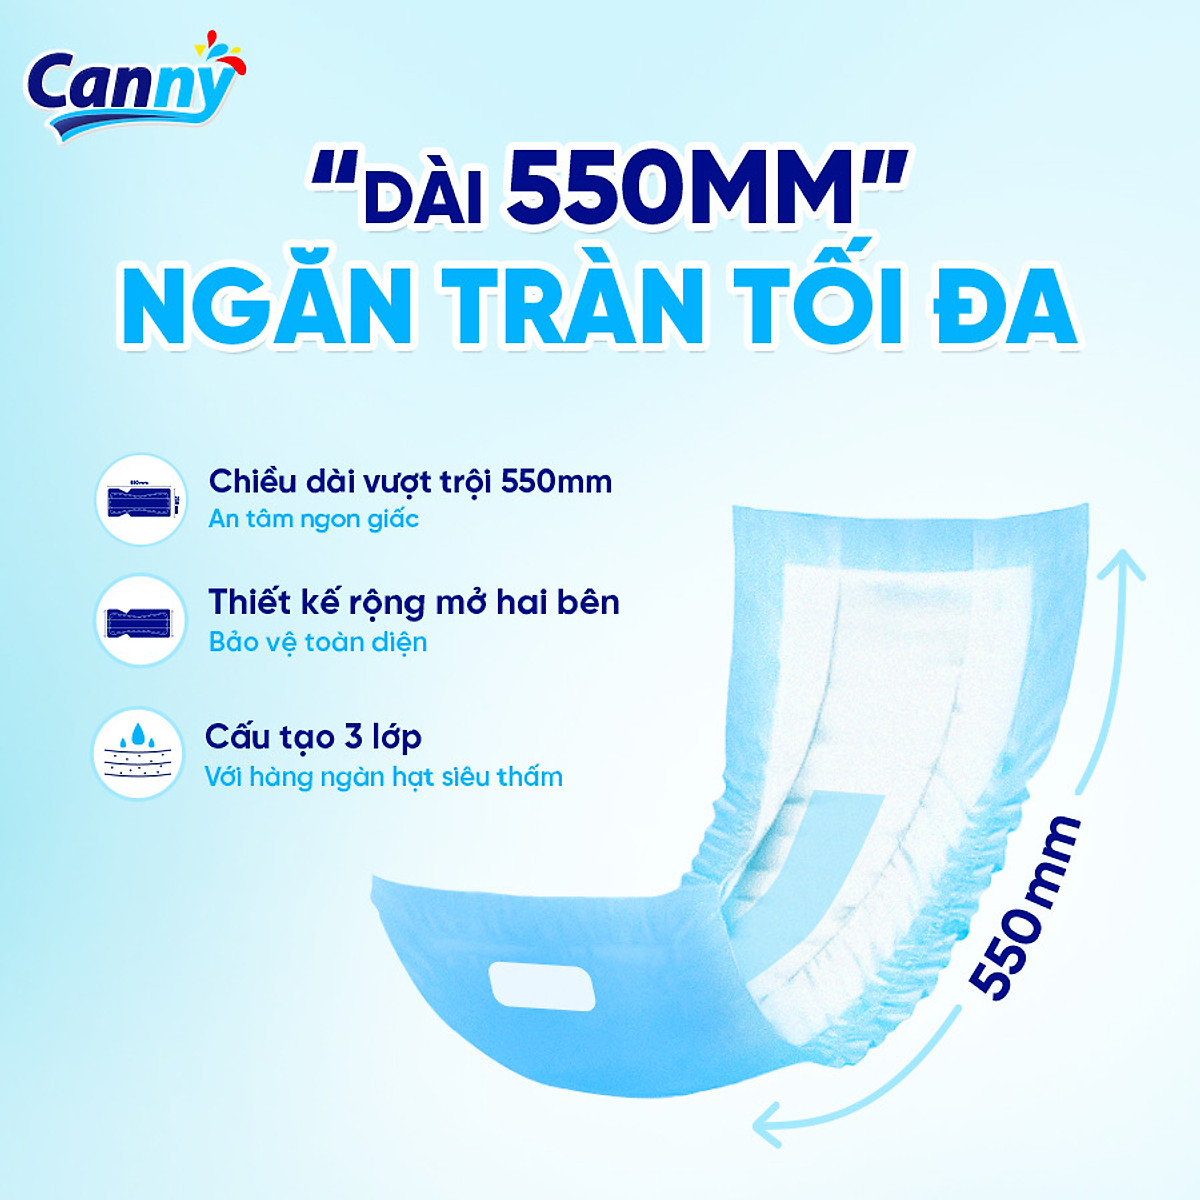 Canny
“DÀI 550MM”
NGĂN TRÀN TỐI ĐA
Chiều dài vượt trội 550mm
An tâm ngon giấc
Thiết kế rộng mở hai bên
Bảo vệ toàn diện
Cấu tạo 3 lớp
Với hàng ngàn hạt siêu thấm
550mm